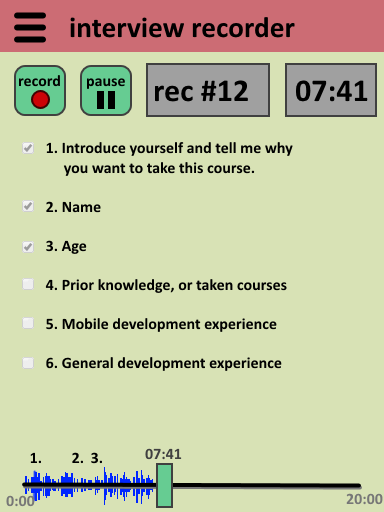 interview recorder
record
pause
rec #12
07:41
1. Introduce yourself and tell me why
you want to take this course.
2. Name
3. Age
4. Prior knowledge, or taken courses
5. Mobile development experience
6. General development experience
07:41
1. 2. 3.
0:00
20:00